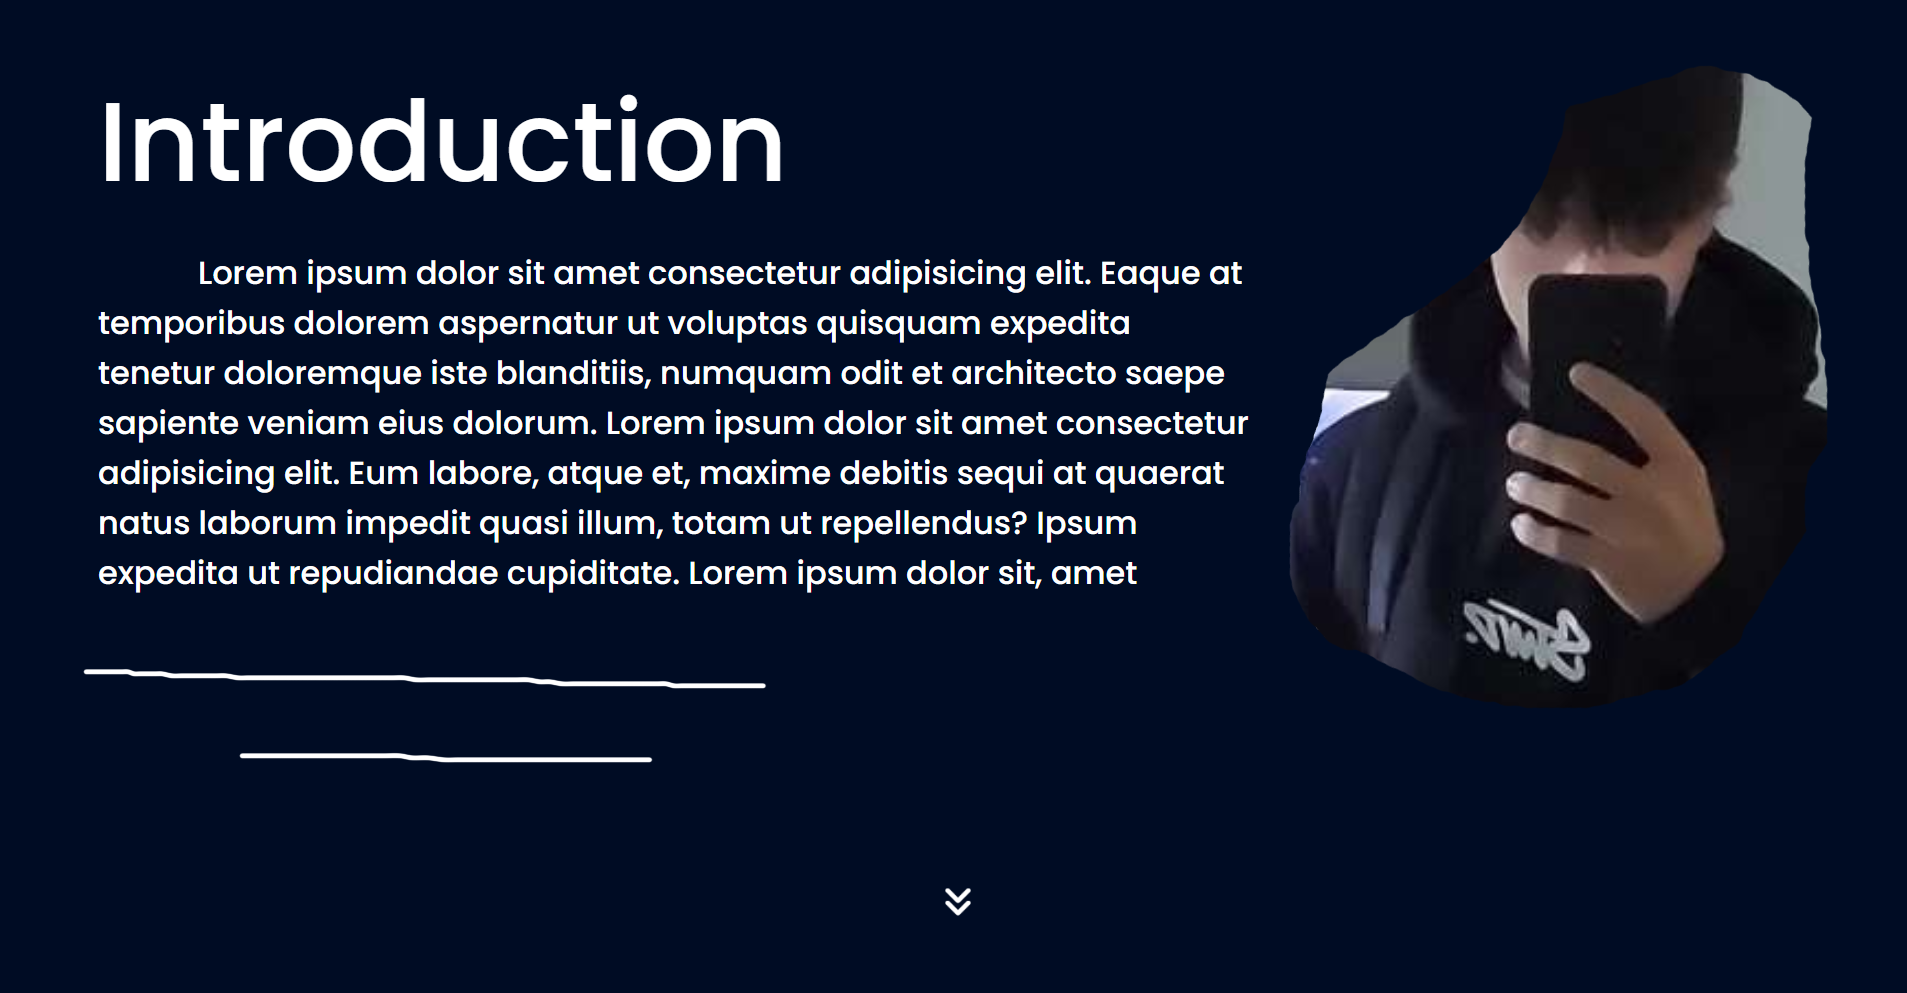 Introduction
Lorem ipsum dolor sit amet consectetur adipisicing elit. Eaque at
temporibus dolorem aspernatur ut voluptas quisquam expedita
tenetur doloremque iste blanditiis, numquam odit et architecto saepe
sapiente veniam eius dolorum. Lorem ipsum dolor sit amet consectetur
adipisicing elit. Eum labore, atque et, maxime debitis sequi at quaerat
natus laborum impedit quasi illum, totam ut repellendus? Ipsum
expedita ut repudiandae cupiditate. Lorem ipsum dolor sit, amet